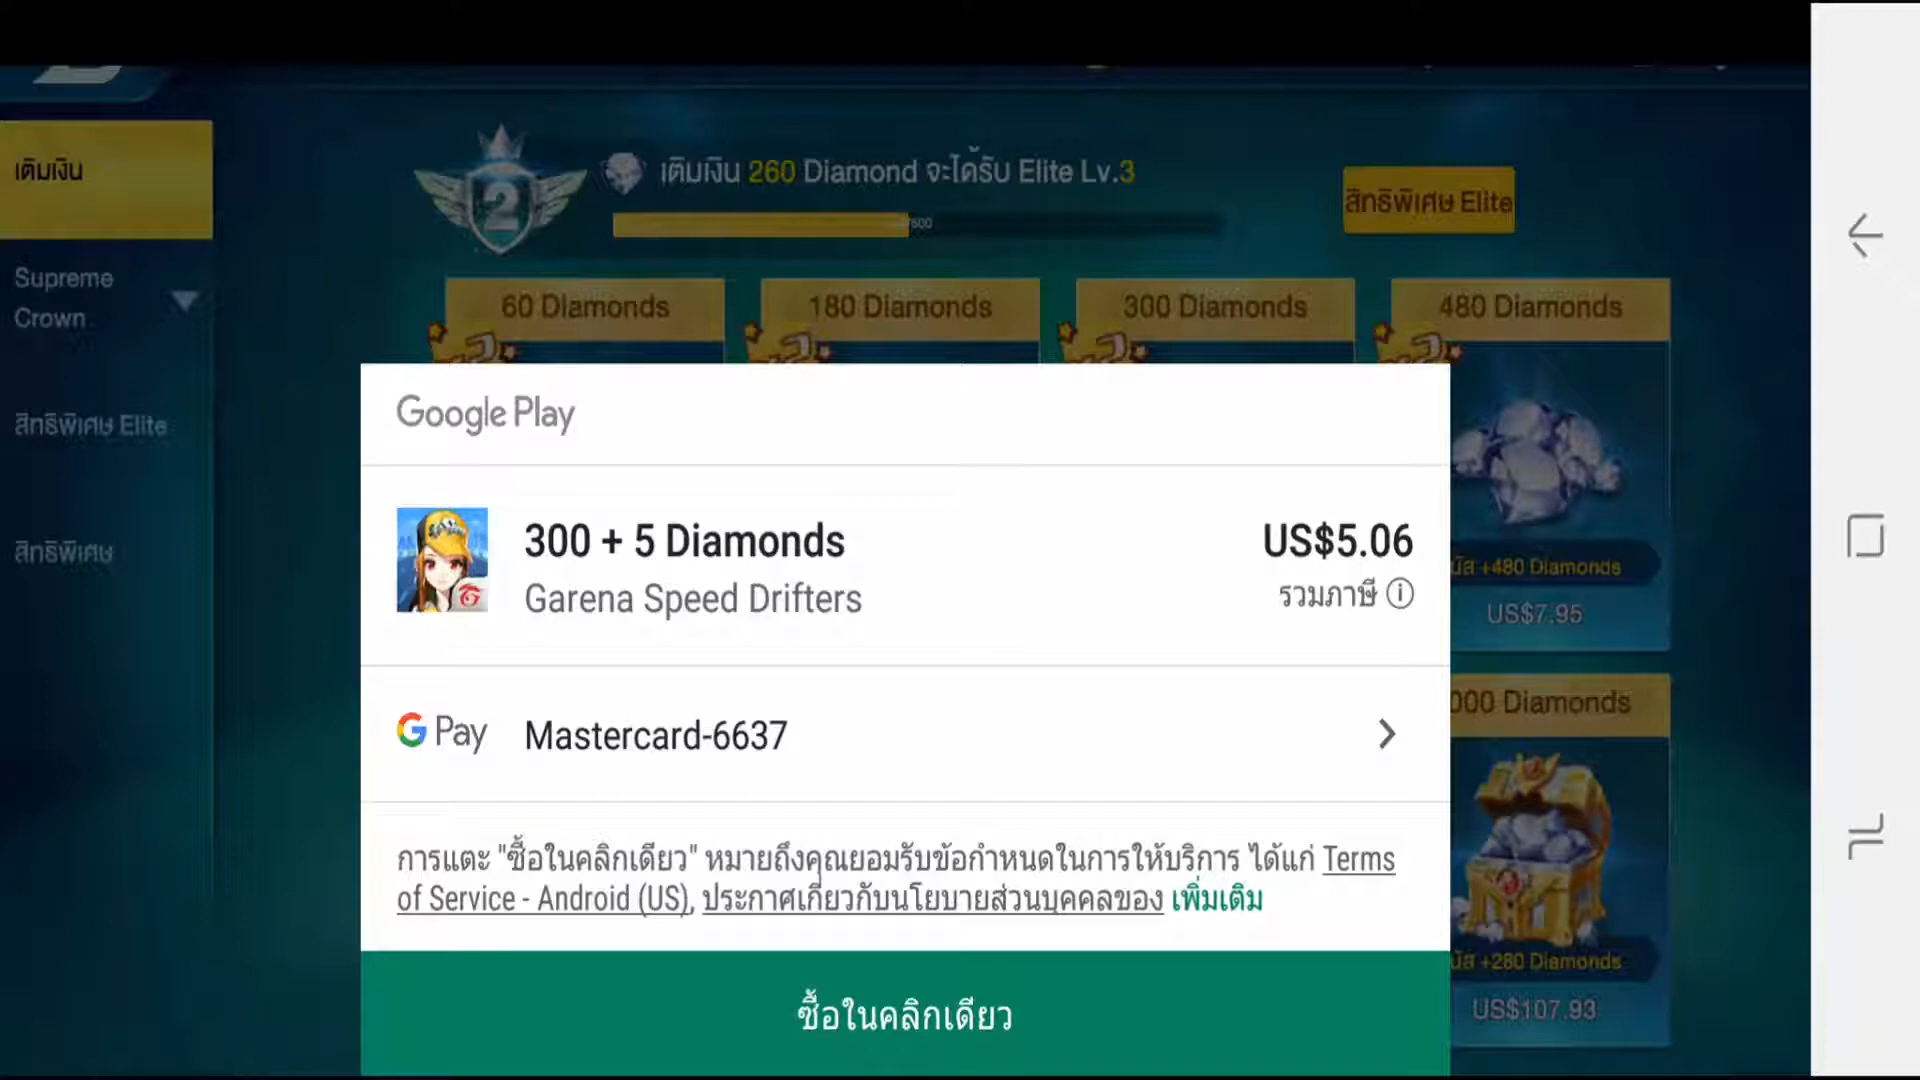 เติมเงิน
Supreme
Crown
สิทธิพิเศษ Elite
สิทธิพิเศษ
2
เติมเงิน 260 Diamond จะได้รับ Elite Lv.3
สิทธิพิเศษ Elite
60 Diamonds
180 Diamonds
300 Diamonds
480 Diamonds
Google Play
300 + 5 Diamonds
US$5.06
Garena Speed Drifters
รวมภาษี
G Pay
Mastercard-6637
การแตะ "ซื้อในคลิกเดียว" หมายถึงคุณยอมรับข้อกำหนดในการให้บริการ ได้แก่ Terms
of Service - Android (US), ประกาศเกี่ยวกับนโยบายส่วนบุคคลของ เพิ่มเติม
ซื้อในคลิกเดียว
+480 Diamonds
US$7.95
Diamonds
+280 Diamonds
US$107.93